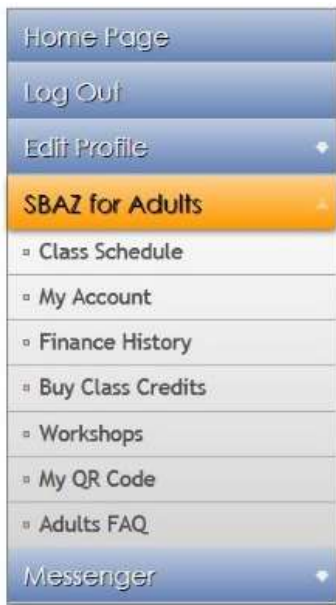 Home Page
Log Out
Edit Profile
SBAZ for Adults
Class Schedule
My Account
Finance History
Buy Class Credits
Workshops
My QR Code
Adults FAQ
Messenger